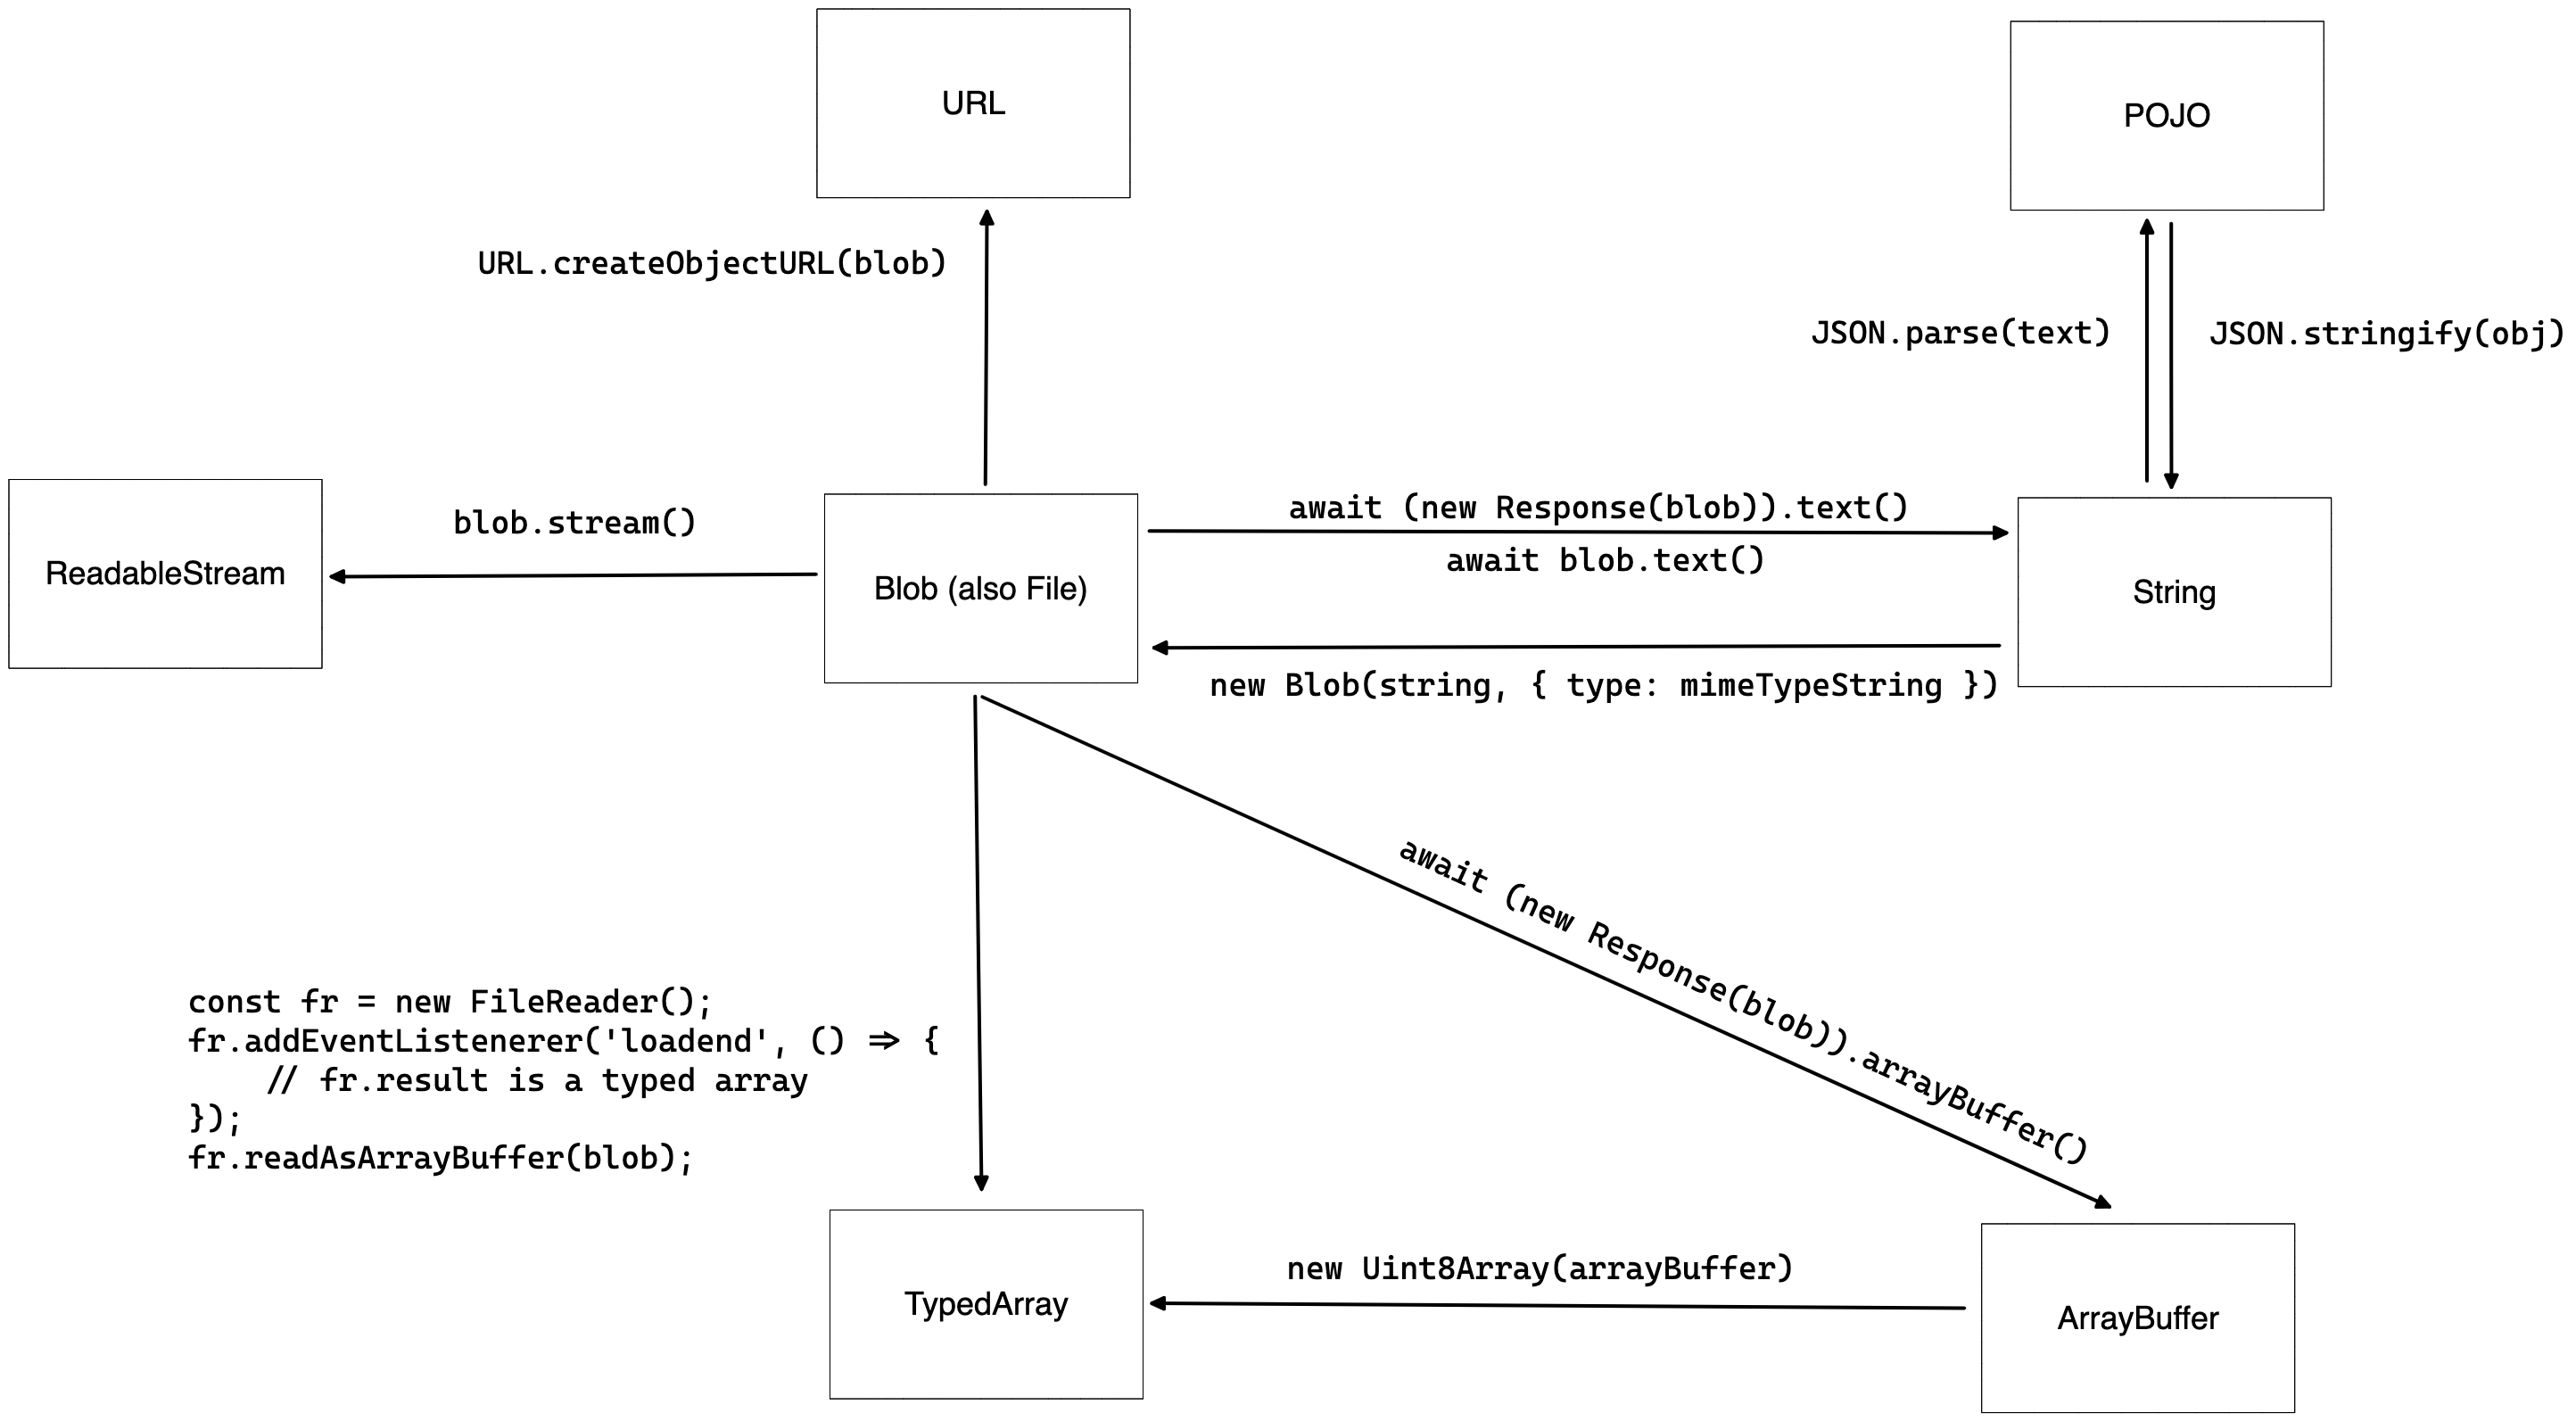 URL
POJO
URL.createObjectURL(blob)
JSON.parse(text)
JSON.stringify(obj)
ReadableStream
blob.stream()
Blob (also File)
await (new Response(blob)).text()
await blob.text()
new Blob(string, { type: mimeTypeString })
String
await (new Response(blob)).arrayBuffer()
const fr = new FileReader();
fr.addEventListenerer('loadend', () => {
    // fr.result is a typed array
});
fr.readAsArrayBuffer(blob);
TypedArray
new Uint8Array(arrayBuffer)
ArrayBuffer